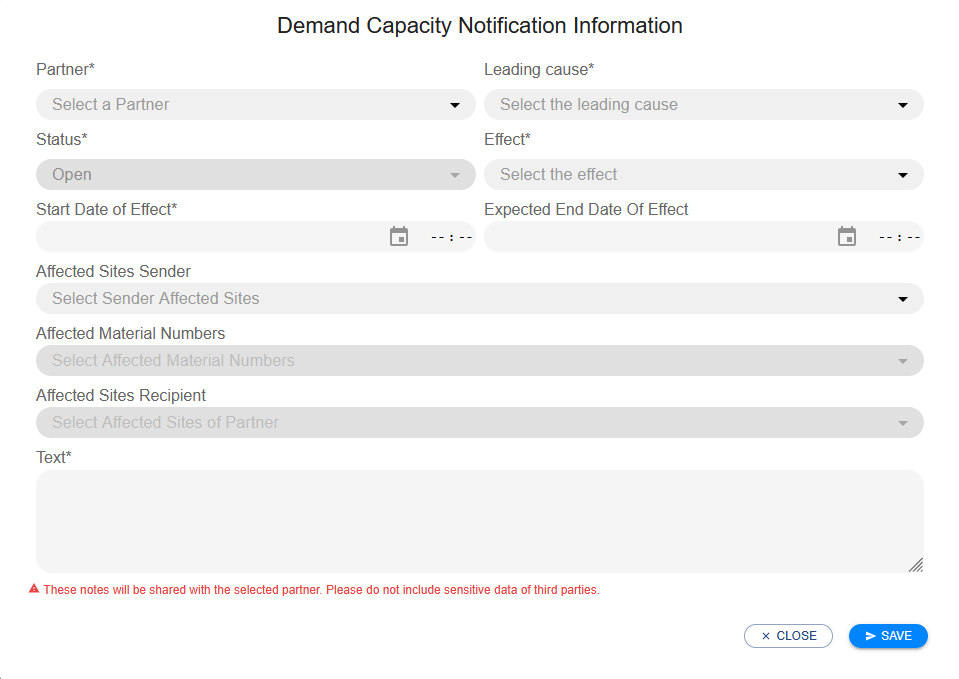 Demand Capacity Notification Information
Partner* Leading cause*
Select a Partner Select the leading cause
Status* Effect*
Open Select the effect
Start Date of Effect* Expected End Date Of Effect
--:-- --:--
Affected Sites Sender
Select Sender Affected Sites
Affected Material Numbers
Select Affected Material Numbers
Affected Sites Recipient
Select Affected Sites of Partner
Text*
These notes will be shared with the selected partner. Please do not include sensitive data of third parties.
CLOSE SAVE